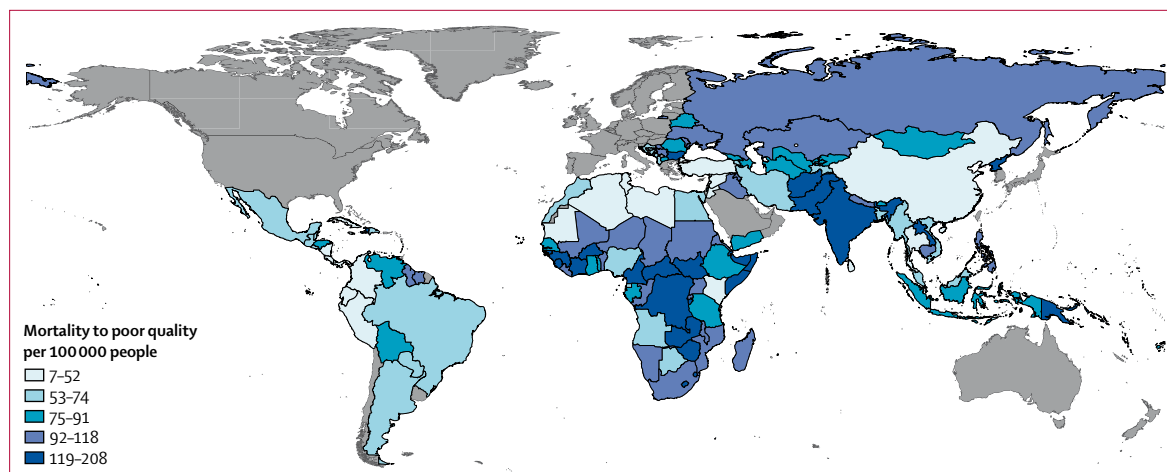 Mortality to poor quality
per 100 000 people
7–52
53–74
75–91
92–118
119–208